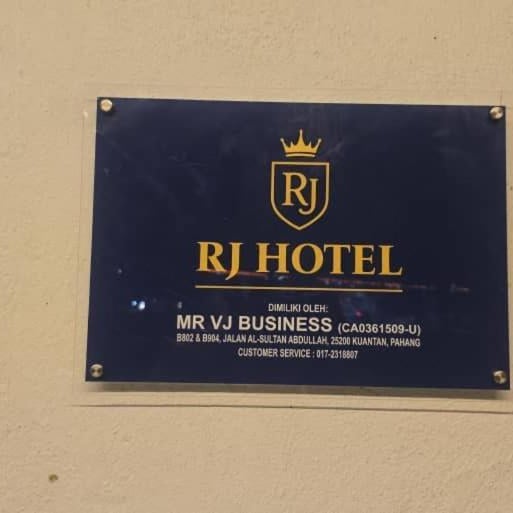 RJ
RJ HOTEL
DIMILIKI OLEH:
MR VJ BUSINESS (CA0361509-U)
B802 & B904, JALAN AL-SULTAN ABDULLAH, 25200 KUANTAN, PAHANG
CUSTOMER SERVICE : 017-2318807